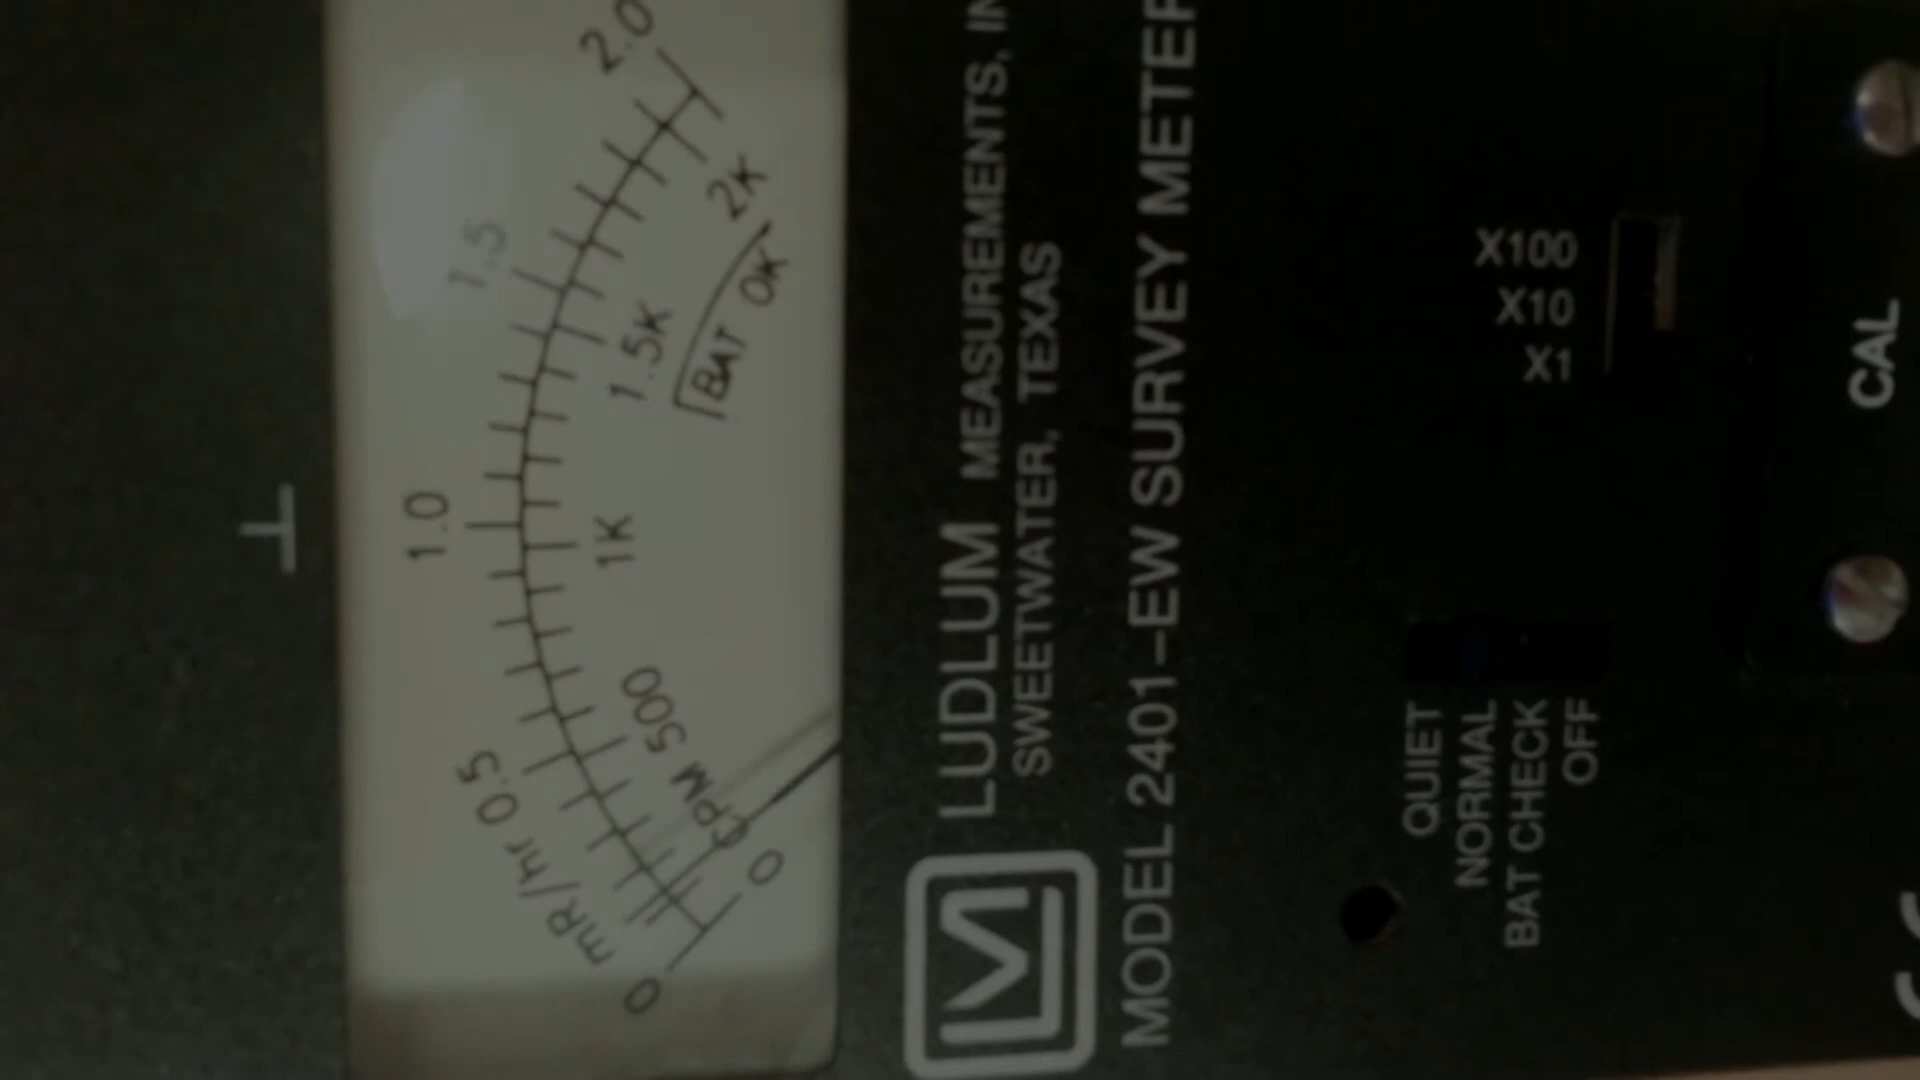 0 mR/hr 0.5 1.0 1.5 2.0
0 CPM 500 1K 1.5K 2K
BAT OK
LUDLUM MEASUREMENTS, IN
SWEETWATER, TEXAS
MODEL 2401-EW SURVEY METER
QUIET
NORMAL
BAT CHECK
OFF
X100
X10
X1
CAL